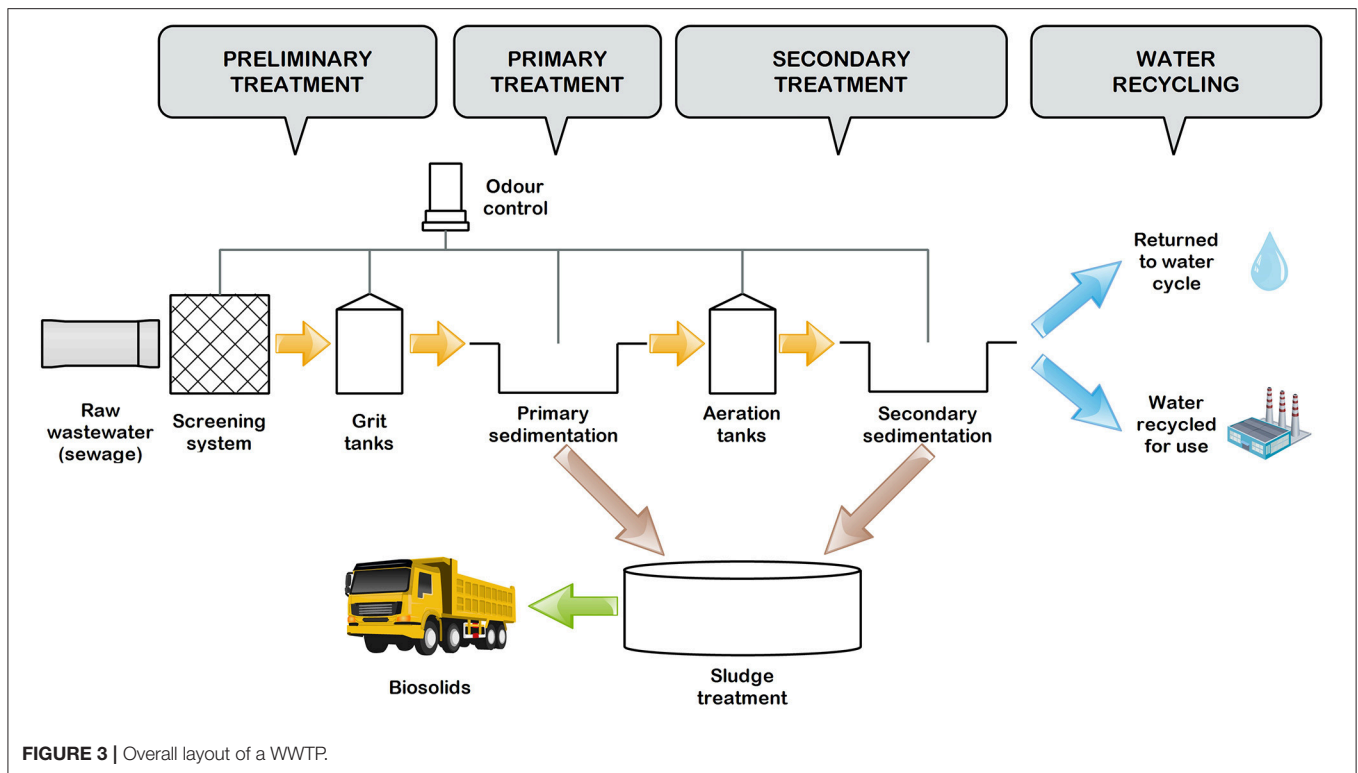 PRELIMINARY
TREATMENT
PRIMARY
TREATMENT
SECONDARY
TREATMENT
WATER
RECYCLING
Odour
control
Returned
to water
cycle
Raw
wastewater
(sewage)
Screening
system
Grit
tanks
Primary
sedimentation
Aeration
tanks
Secondary
sedimentation
Water
recycled
for use
Biosolids
Sludge
treatment
FIGURE 3 | Overall layout of a WWTP.